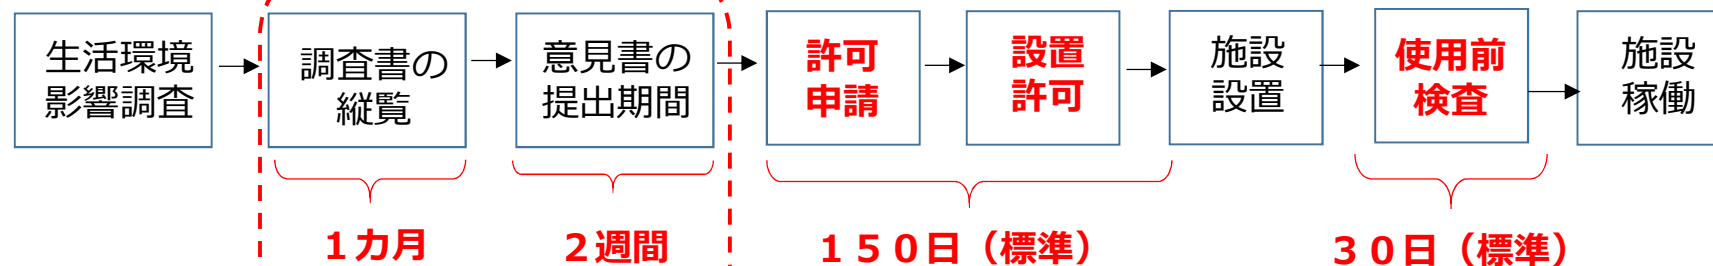 生活環境
影響調査
調査書の
縦覧
意見書の
提出期間
許可
申請
設置
許可
施設
設置
使用前
検査
施設
稼働
１カ月
２週間
１５０日（標準）
３０日（標準）